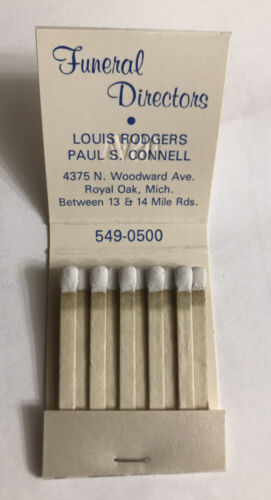 Funeral
Directors
LOUIS RODGERS
PAUL S. CONNELL
4375 N. Woodward Ave.
Royal Oak, Mich.
Between 13 & 14 Mile Rds.
549-0500